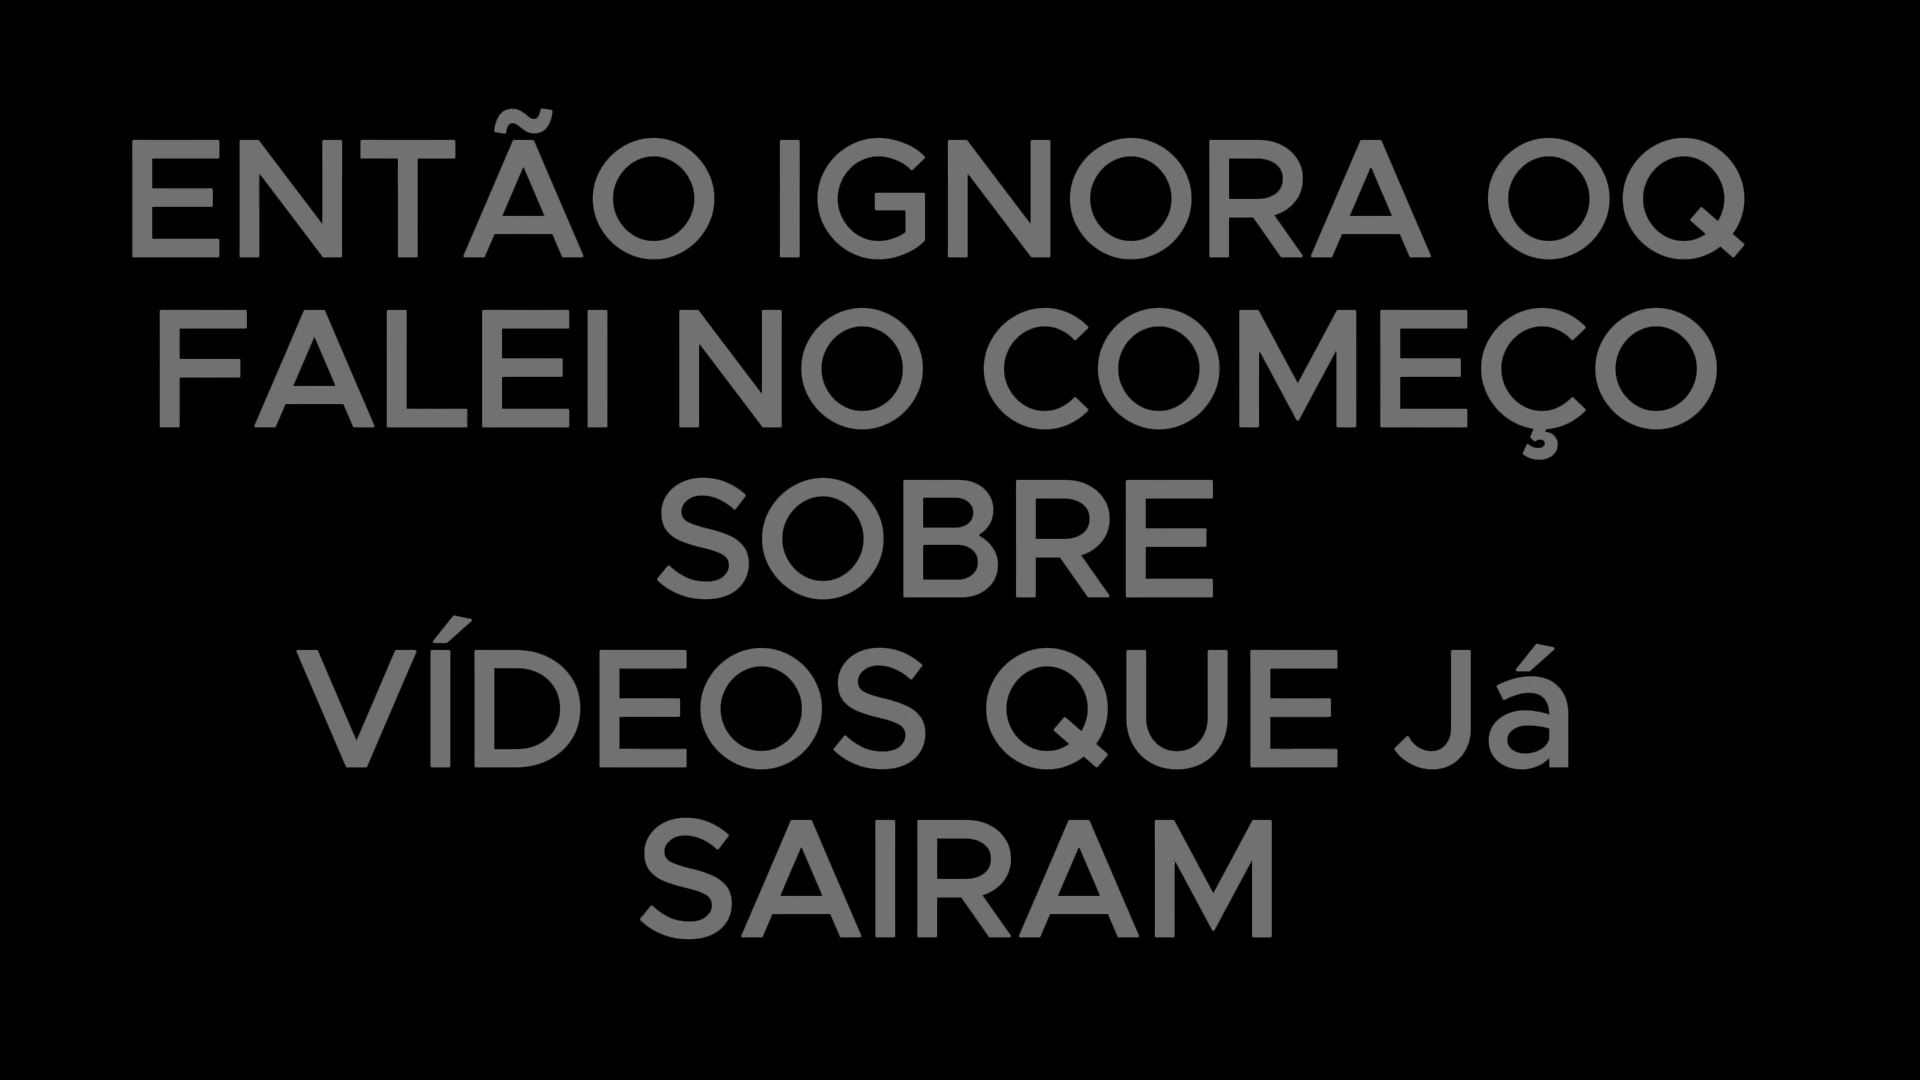 ENTÃO IGNORA OQ
FALEI NO COMEÇO
SOBRE
VÍDEOS QUE Já
SAIRAM